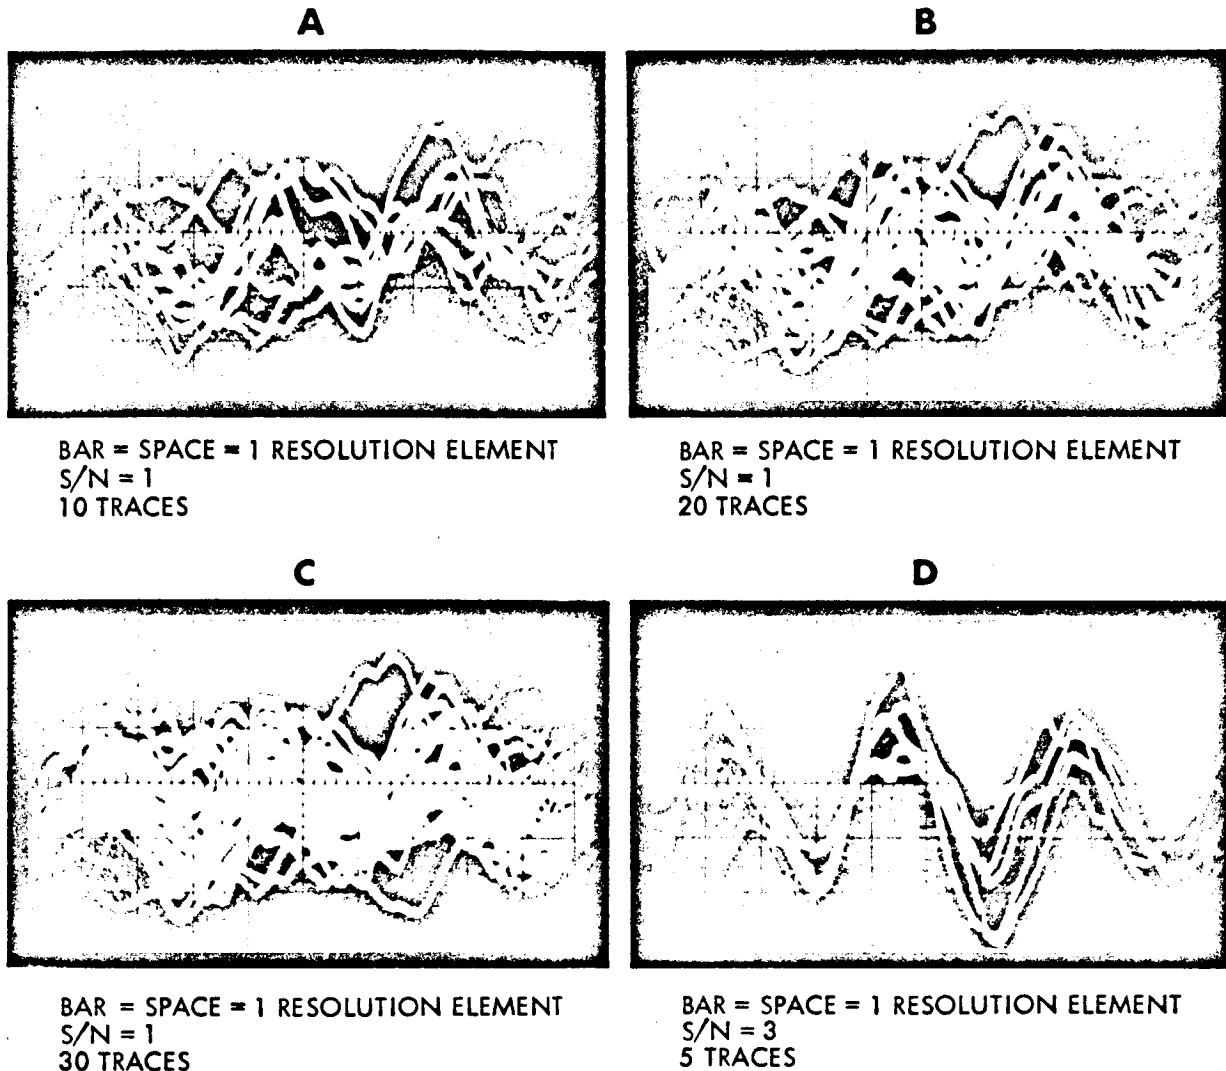 A
B
BAR = SPACE = 1 RESOLUTION ELEMENT
S/N = 1
10 TRACES
BAR = SPACE = 1 RESOLUTION ELEMENT
S/N = 1
20 TRACES
C
D
BAR = SPACE = 1 RESOLUTION ELEMENT
S/N = 1
30 TRACES
BAR = SPACE = 1 RESOLUTION ELEMENT
S/N = 3
5 TRACES